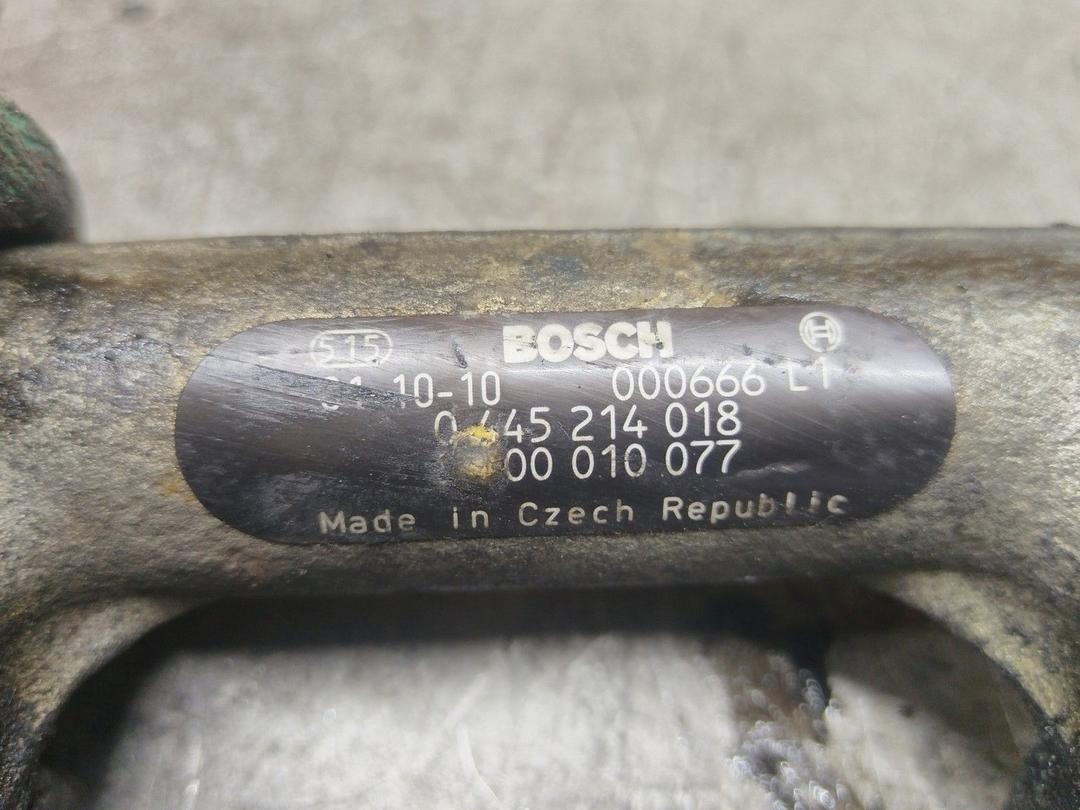 515 BOSCH
10-10 000666 L1
0 445 214 018
00 010 077
Made in Czech Republic